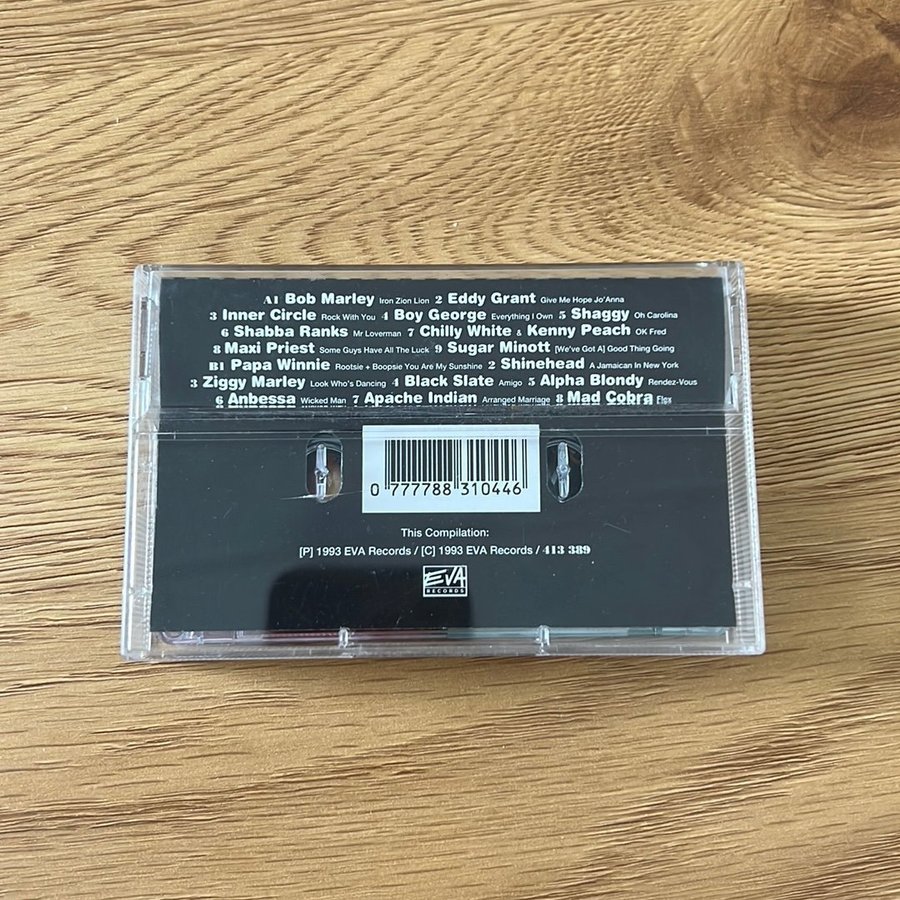 A1 Bob Marley Iron Zion Lion 2 Eddy Grant Give Me Hope Jo'Anna
3 Inner Circle Rock With You 4 Boy George Everything I Own 5 Shaggy Oh Carolina
6 Shabba Ranks Mr Loverman 7 Chilly White & Kenny Peach OK Fred
8 Maxi Priest Some Guys Have All The Luck 9 Sugar Minott [We've Got A] Good Thing Going
B1 Papa Winnie Rootsie + Boopsie You Are My Sunshine 2 Shinehead A Jamaican In New York
3 Ziggy Marley Look Who's Dancing 4 Black Slate Amigo 5 Alpha Blondy Rendez-Vous
6 Anbessa Wicked Man 7 Apache Indian Arranged Marriage 8 Mad Cobra
0 777788 310446
This Compilation:
[P] 1993 EVA Records / [C] 1993 EVA Records / 413 389
EVA
RECORDS